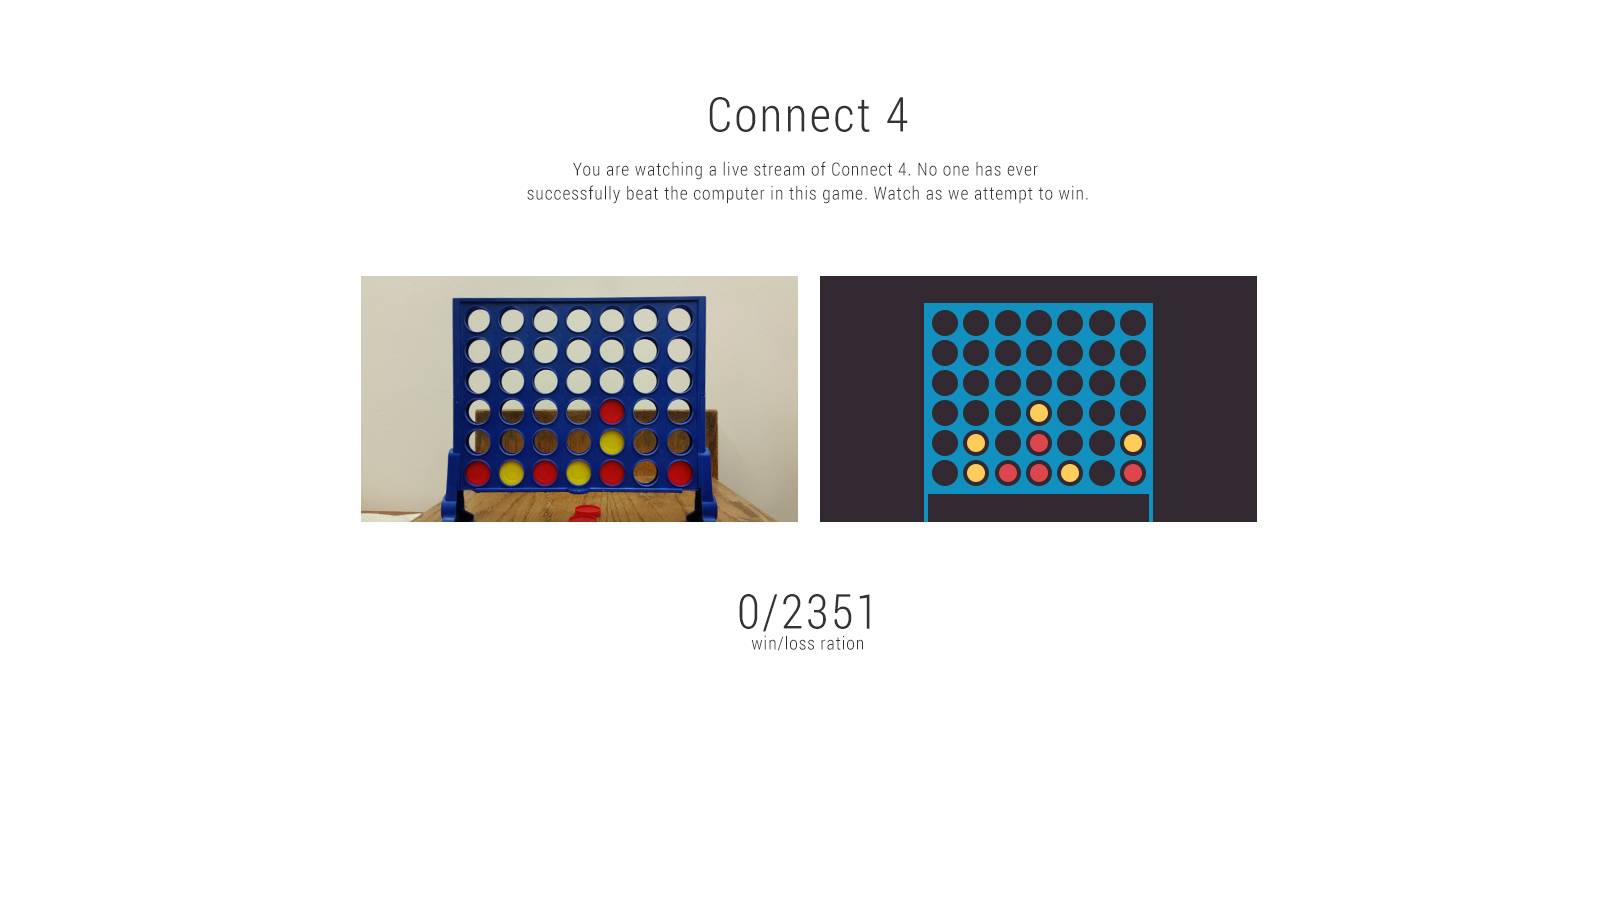 Connect 4
You are watching a live stream of Connect 4. No one has ever
successfully beat the computer in this game. Watch as we attempt to win.
0/2351
win/loss ration